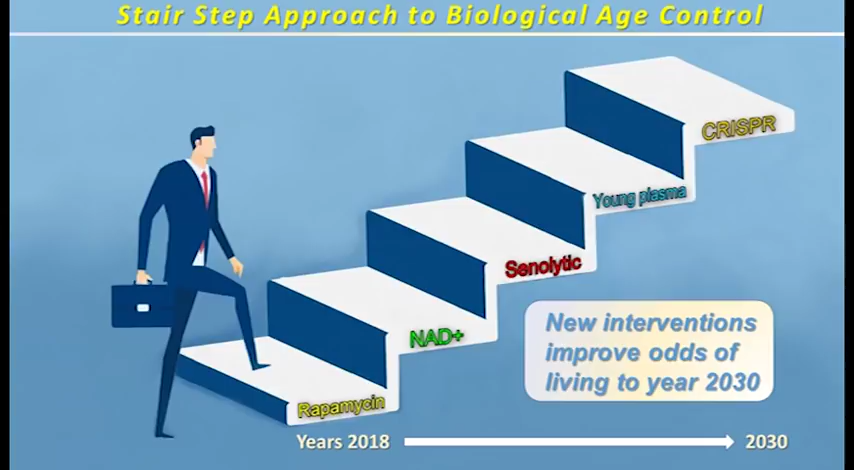 Stair Step Approach to Biological Age Control
CRISPR
Young plasma
Senolytic
NAD+
Rapamycin
New interventions
improve odds of
living to year 2030
Years 2018
2030